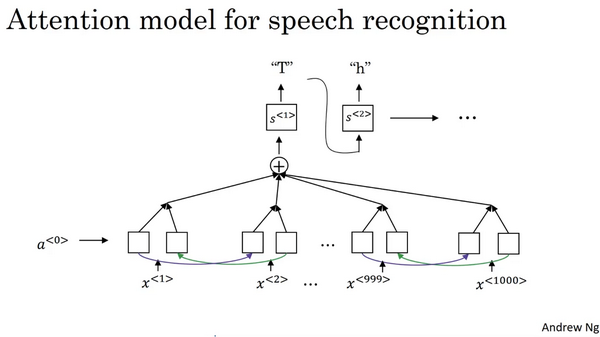 Attention model for speech recognition
“T” “h”
s<1> s<2> ...
+
a<0> ...
x<1> x<2> ... x<999> x<1000>
Andrew Ng